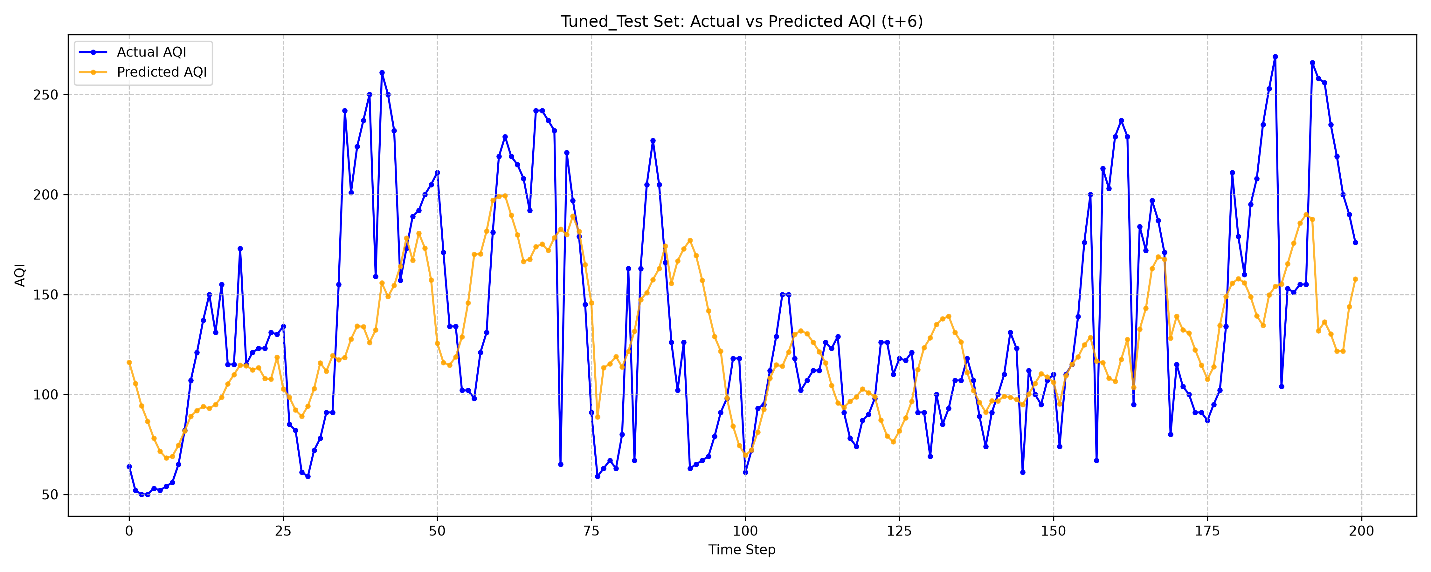 Tuned_Test Set: Actual vs Predicted AQI (t+6)
Actual AQI
Predicted AQI
AQI
250
200
150
100
50
0 25 50 75 100 125 150 175 200
Time Step